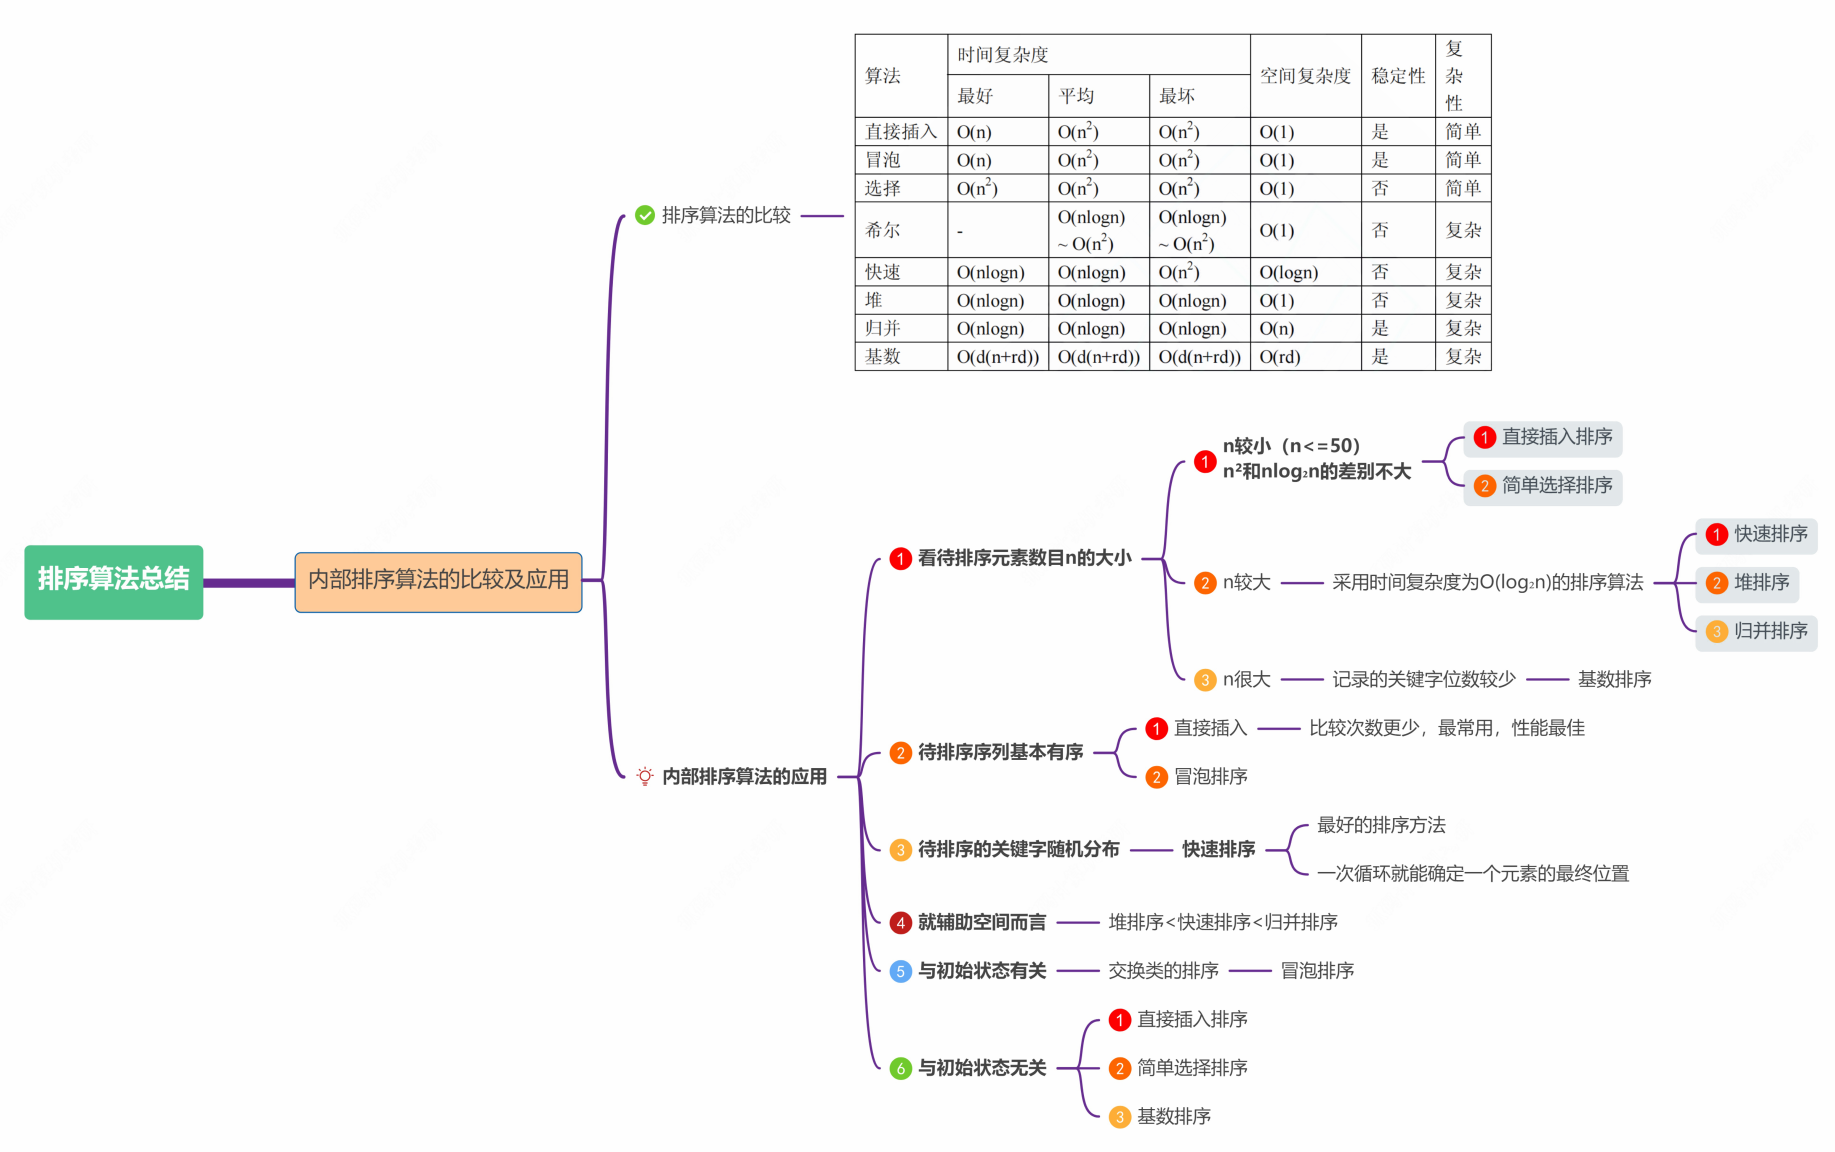 排序算法总结
内部排序算法的比较及应用
排序算法的比较
算法 时间复杂度 空间复杂度 稳定性 复杂性
最好 平均 最坏
直接插入 O(n) O(n²) O(n²) O(1) 是 简单
冒泡 O(n) O(n²) O(n²) O(1) 是 简单
选择 O(n²) O(n²) O(n²) O(1) 否 简单
希尔 - O(nlogn) ~ O(n²) O(nlogn) ~ O(n²) O(1) 否 复杂
快速 O(nlogn) O(nlogn) O(n²) O(logn) 否 复杂
堆 O(nlogn) O(nlogn) O(nlogn) O(1) 否 复杂
归并 O(nlogn) O(nlogn) O(nlogn) O(n) 是 复杂
基数 O(d(n+rd)) O(d(n+rd)) O(d(n+rd)) O(rd) 是 复杂
内部排序算法的应用
1 看待排序元素数目n的大小
1 n较小（n<=50）
n²和nlog₂n的差别不大
1 直接插入排序
2 简单选择排序
2 n较大
采用时间复杂度为O(log₂n)的排序算法
1 快速排序
2 堆排序
3 归并排序
3 n很大
记录的关键字位数较少
基数排序
2 待排序序列基本有序
1 直接插入
比较次数更少，最常用，性能最佳
2 冒泡排序
3 待排序的关键字随机分布
快速排序
最好的排序方法
一次循环就能确定一个元素的最终位置
4 就辅助空间而言
堆排序<快速排序<归并排序
5 与初始状态有关
交换类的排序
冒泡排序
6 与初始状态无关
1 直接插入排序
2 简单选择排序
3 基数排序